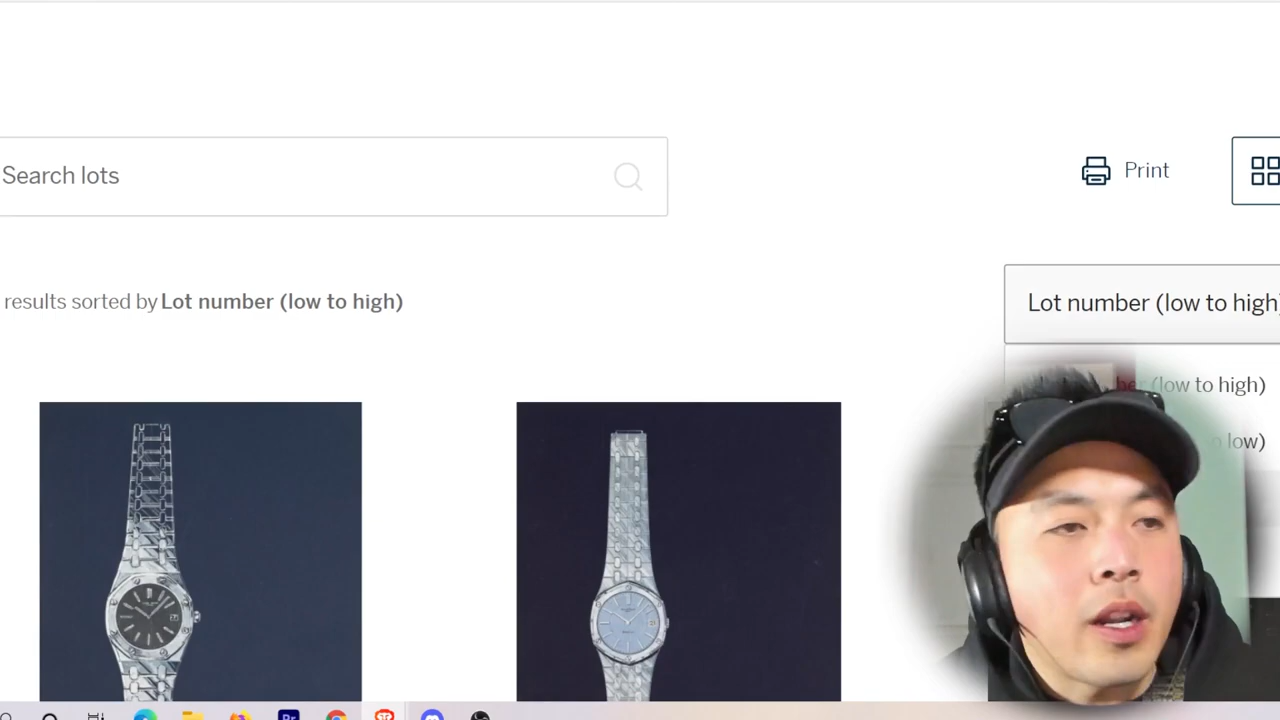 Search lots
Print
results sorted by Lot number (low to high)
Lot number (low to high)
(low to high)
low)
Pr